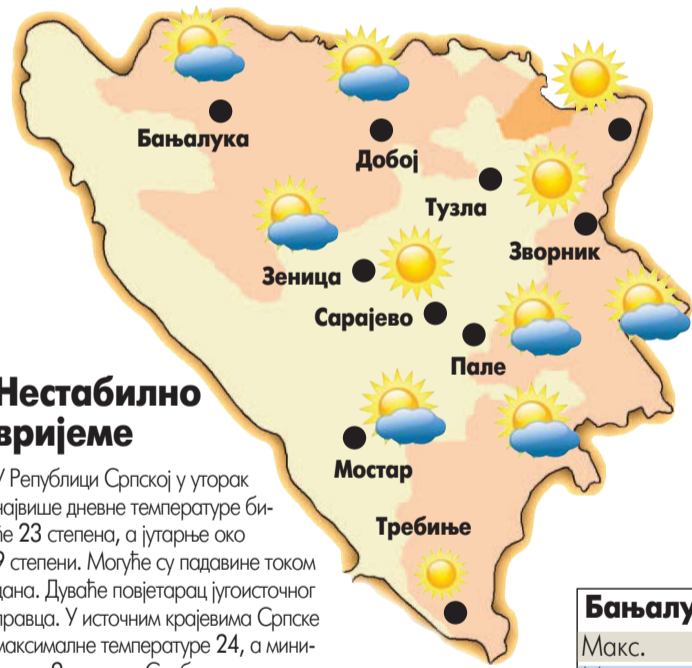 Бањалука
Добој
Тузла
Зворник
Зеница
Сарајево
Пале
Мостар
Требиње
Нестабилно
вријеме
У Републици Српској у уторак
највише дневне температуре би-
ће 23 степена, а јутарње око
9 степени. Могуће су падавине током
дана. Дуваће повјетарац југоисточног
правца. У источним крајевима Српске
максималне температуре 24, а мини-
Бањалу
Макс.